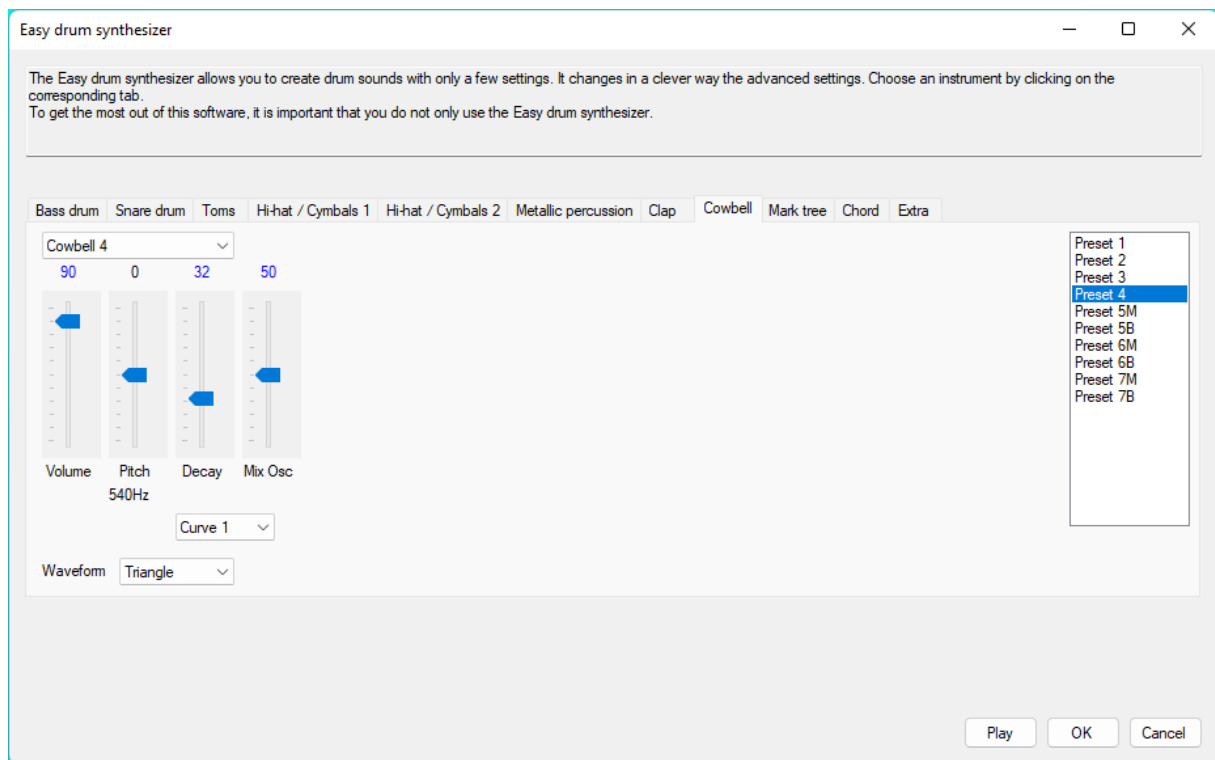 Easy drum synthesizer
The Easy drum synthesizer allows you to create drum sounds with only a few settings. It changes in a clever way the advanced settings. Choose an instrument by clicking on the
corresponding tab.
To get the most out of this software, it is important that you do not only use the Easy drum synthesizer.
Bass drum Snare drum Toms Hi-hat / Cymbals 1 Hi-hat / Cymbals 2 Metallic percussion Clap Cowbell Mark tree Chord Extra
Cowbell 4
90 0 32 50
Volume Pitch Decay Mix Osc
540Hz
Curve 1
Waveform Triangle
Preset 1
Preset 2
Preset 3
Preset 4
Preset 5M
Preset 5B
Preset 6M
Preset 6B
Preset 7M
Preset 7B
Play OK Cancel